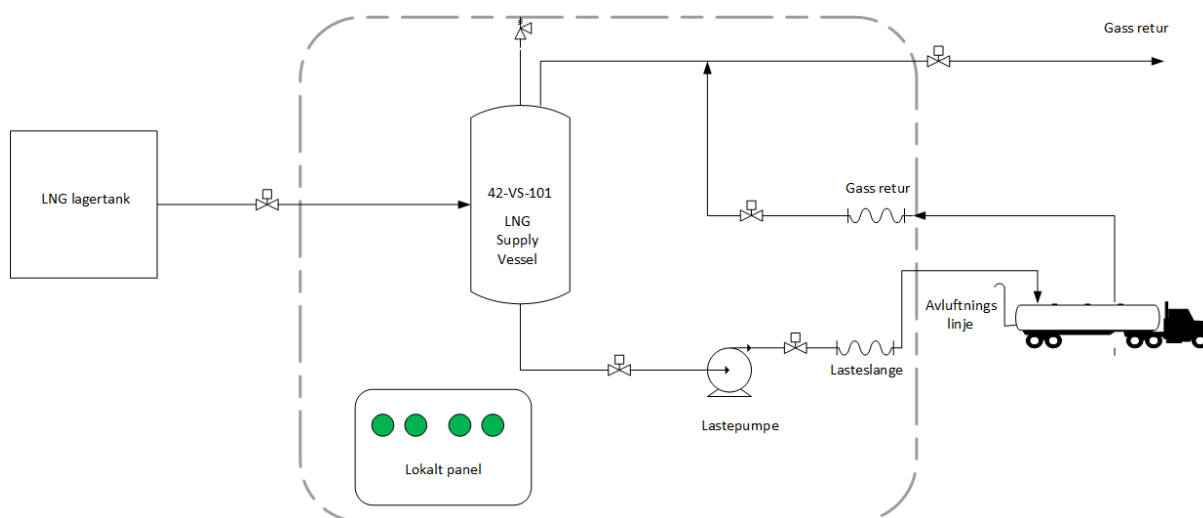 Gass retur
LNG lagertank
42-VS-101
LNG
Supply
Vessel
Gass retur
Avluftnings
linje
Lasteslange
Lastepumpe
Lokalt panel